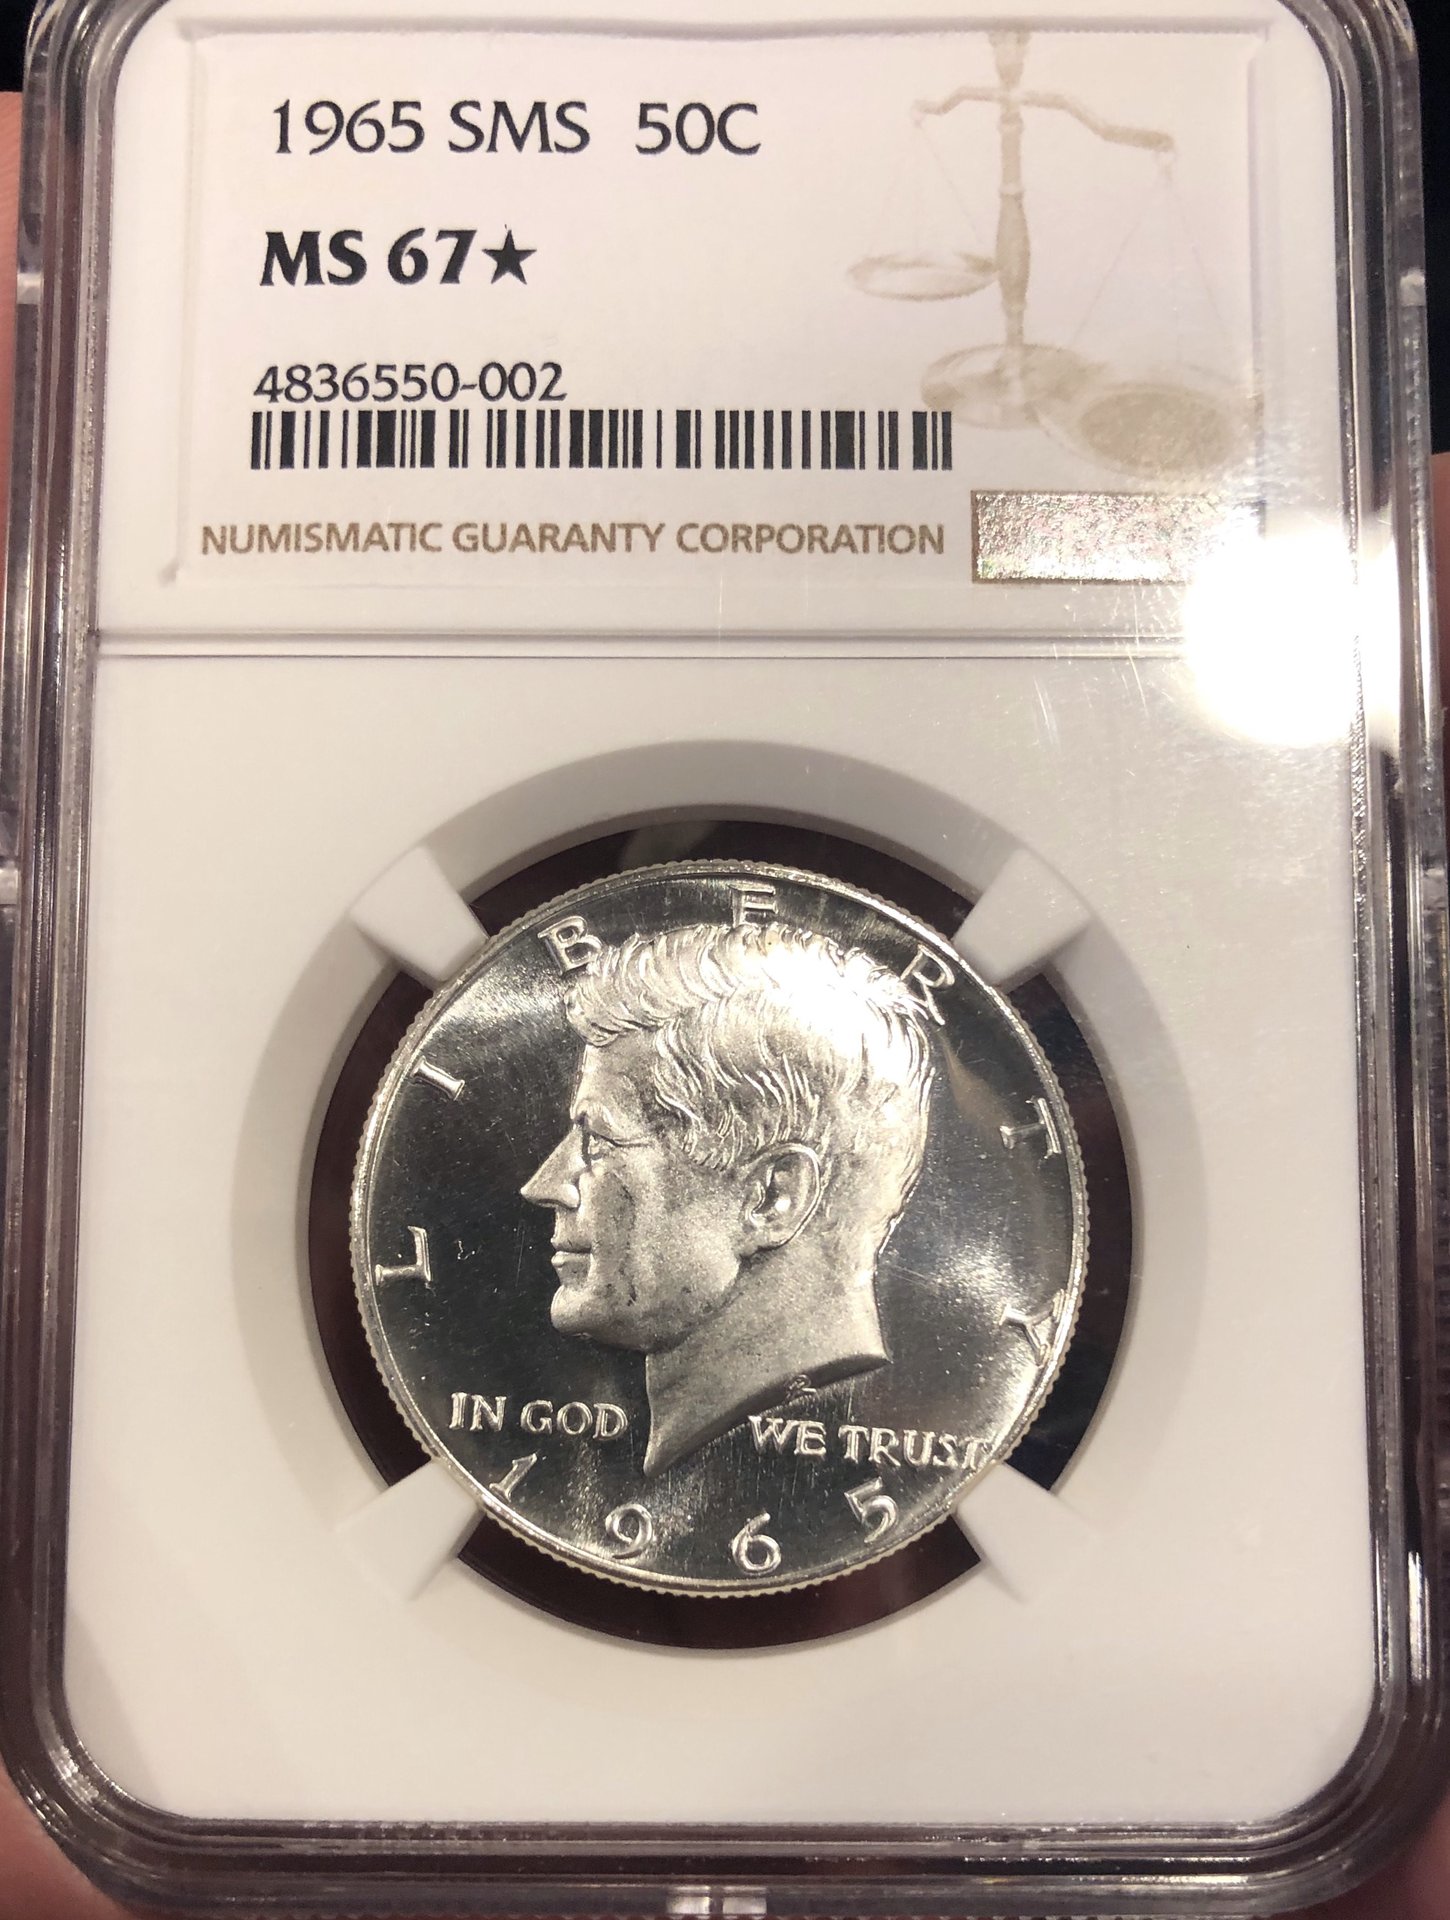 1965 SMS 50C
MS 67★
4836550-002
NUMISMATIC GUARANTY CORPORATION
LIBERTY
IN GOD WE TRUST
1965